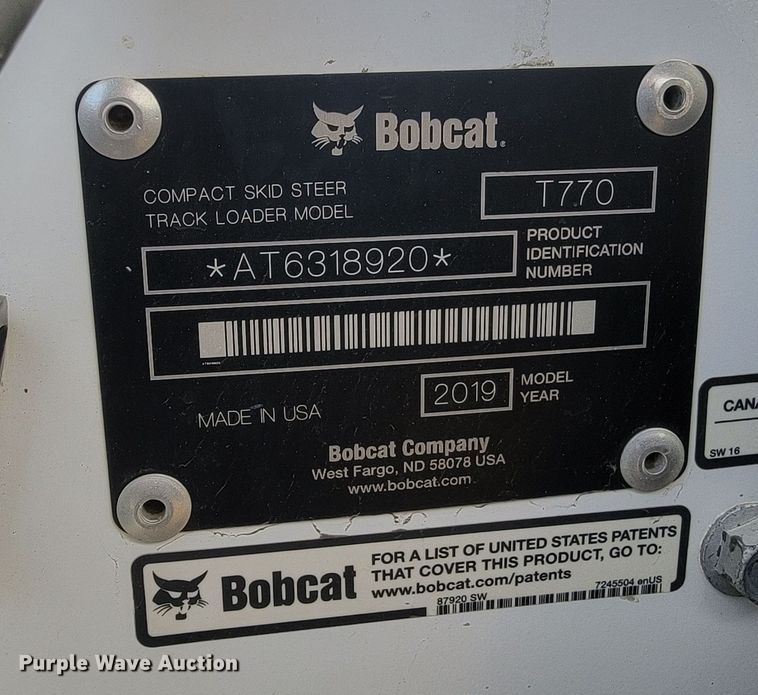 Bobcat.
COMPACT SKID STEER
TRACK LOADER MODEL
T770
*AT6318920*
PRODUCT
IDENTIFICATION
NUMBER
2019
MODEL
YEAR
MADE IN USA
Bobcat Company
West Fargo, ND 58078 USA
www.bobcat.com
CANA
SW 16
Bobcat
FOR A LIST OF UNITED STATES PATENTS
THAT COVER THIS PRODUCT, GO TO:
www.bobcat.com/patents
7245504 enUS
87920 SW
Purple Wave Auction